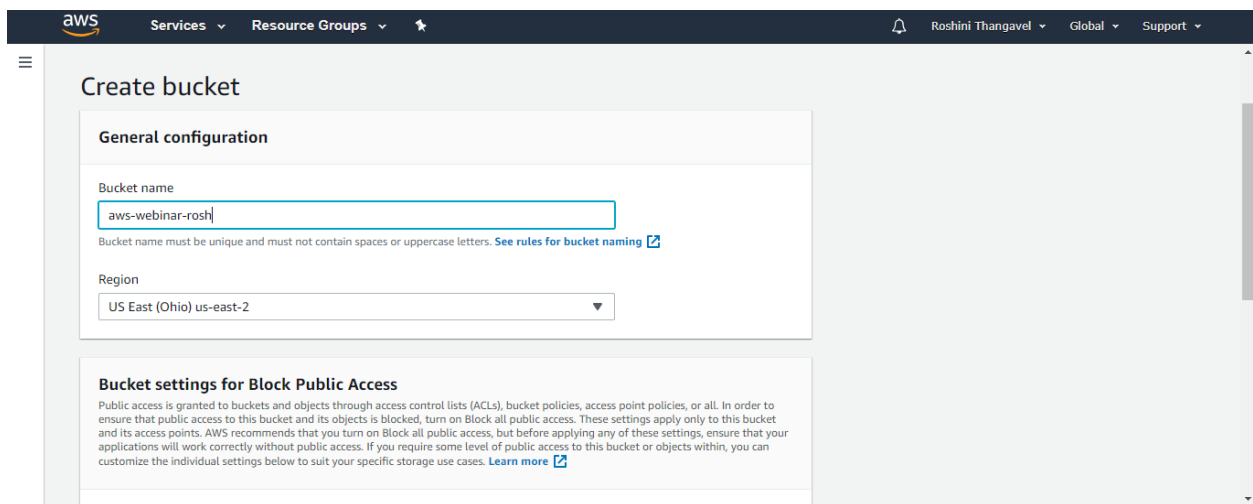 aws Services Resource Groups Roshini Thangavel Global Support
Create bucket
General configuration
Bucket name
aws-webinar-rosh
Bucket name must be unique and must not contain spaces or uppercase letters. See rules for bucket naming
Region
US East (Ohio) us-east-2
Bucket settings for Block Public Access
Public access is granted to buckets and objects through access control lists (ACLs), bucket policies, access point policies, or all. In order to
ensure that public access to this bucket and its objects is blocked, turn on Block all public access. These settings apply only to this bucket
and its access points. AWS recommends that you turn on Block all public access, but before applying any of these settings, ensure that your
applications will work correctly without public access. If you require some level of public access to this bucket or objects within, you can
customize the individual settings below to suit your specific storage use cases. Learn more